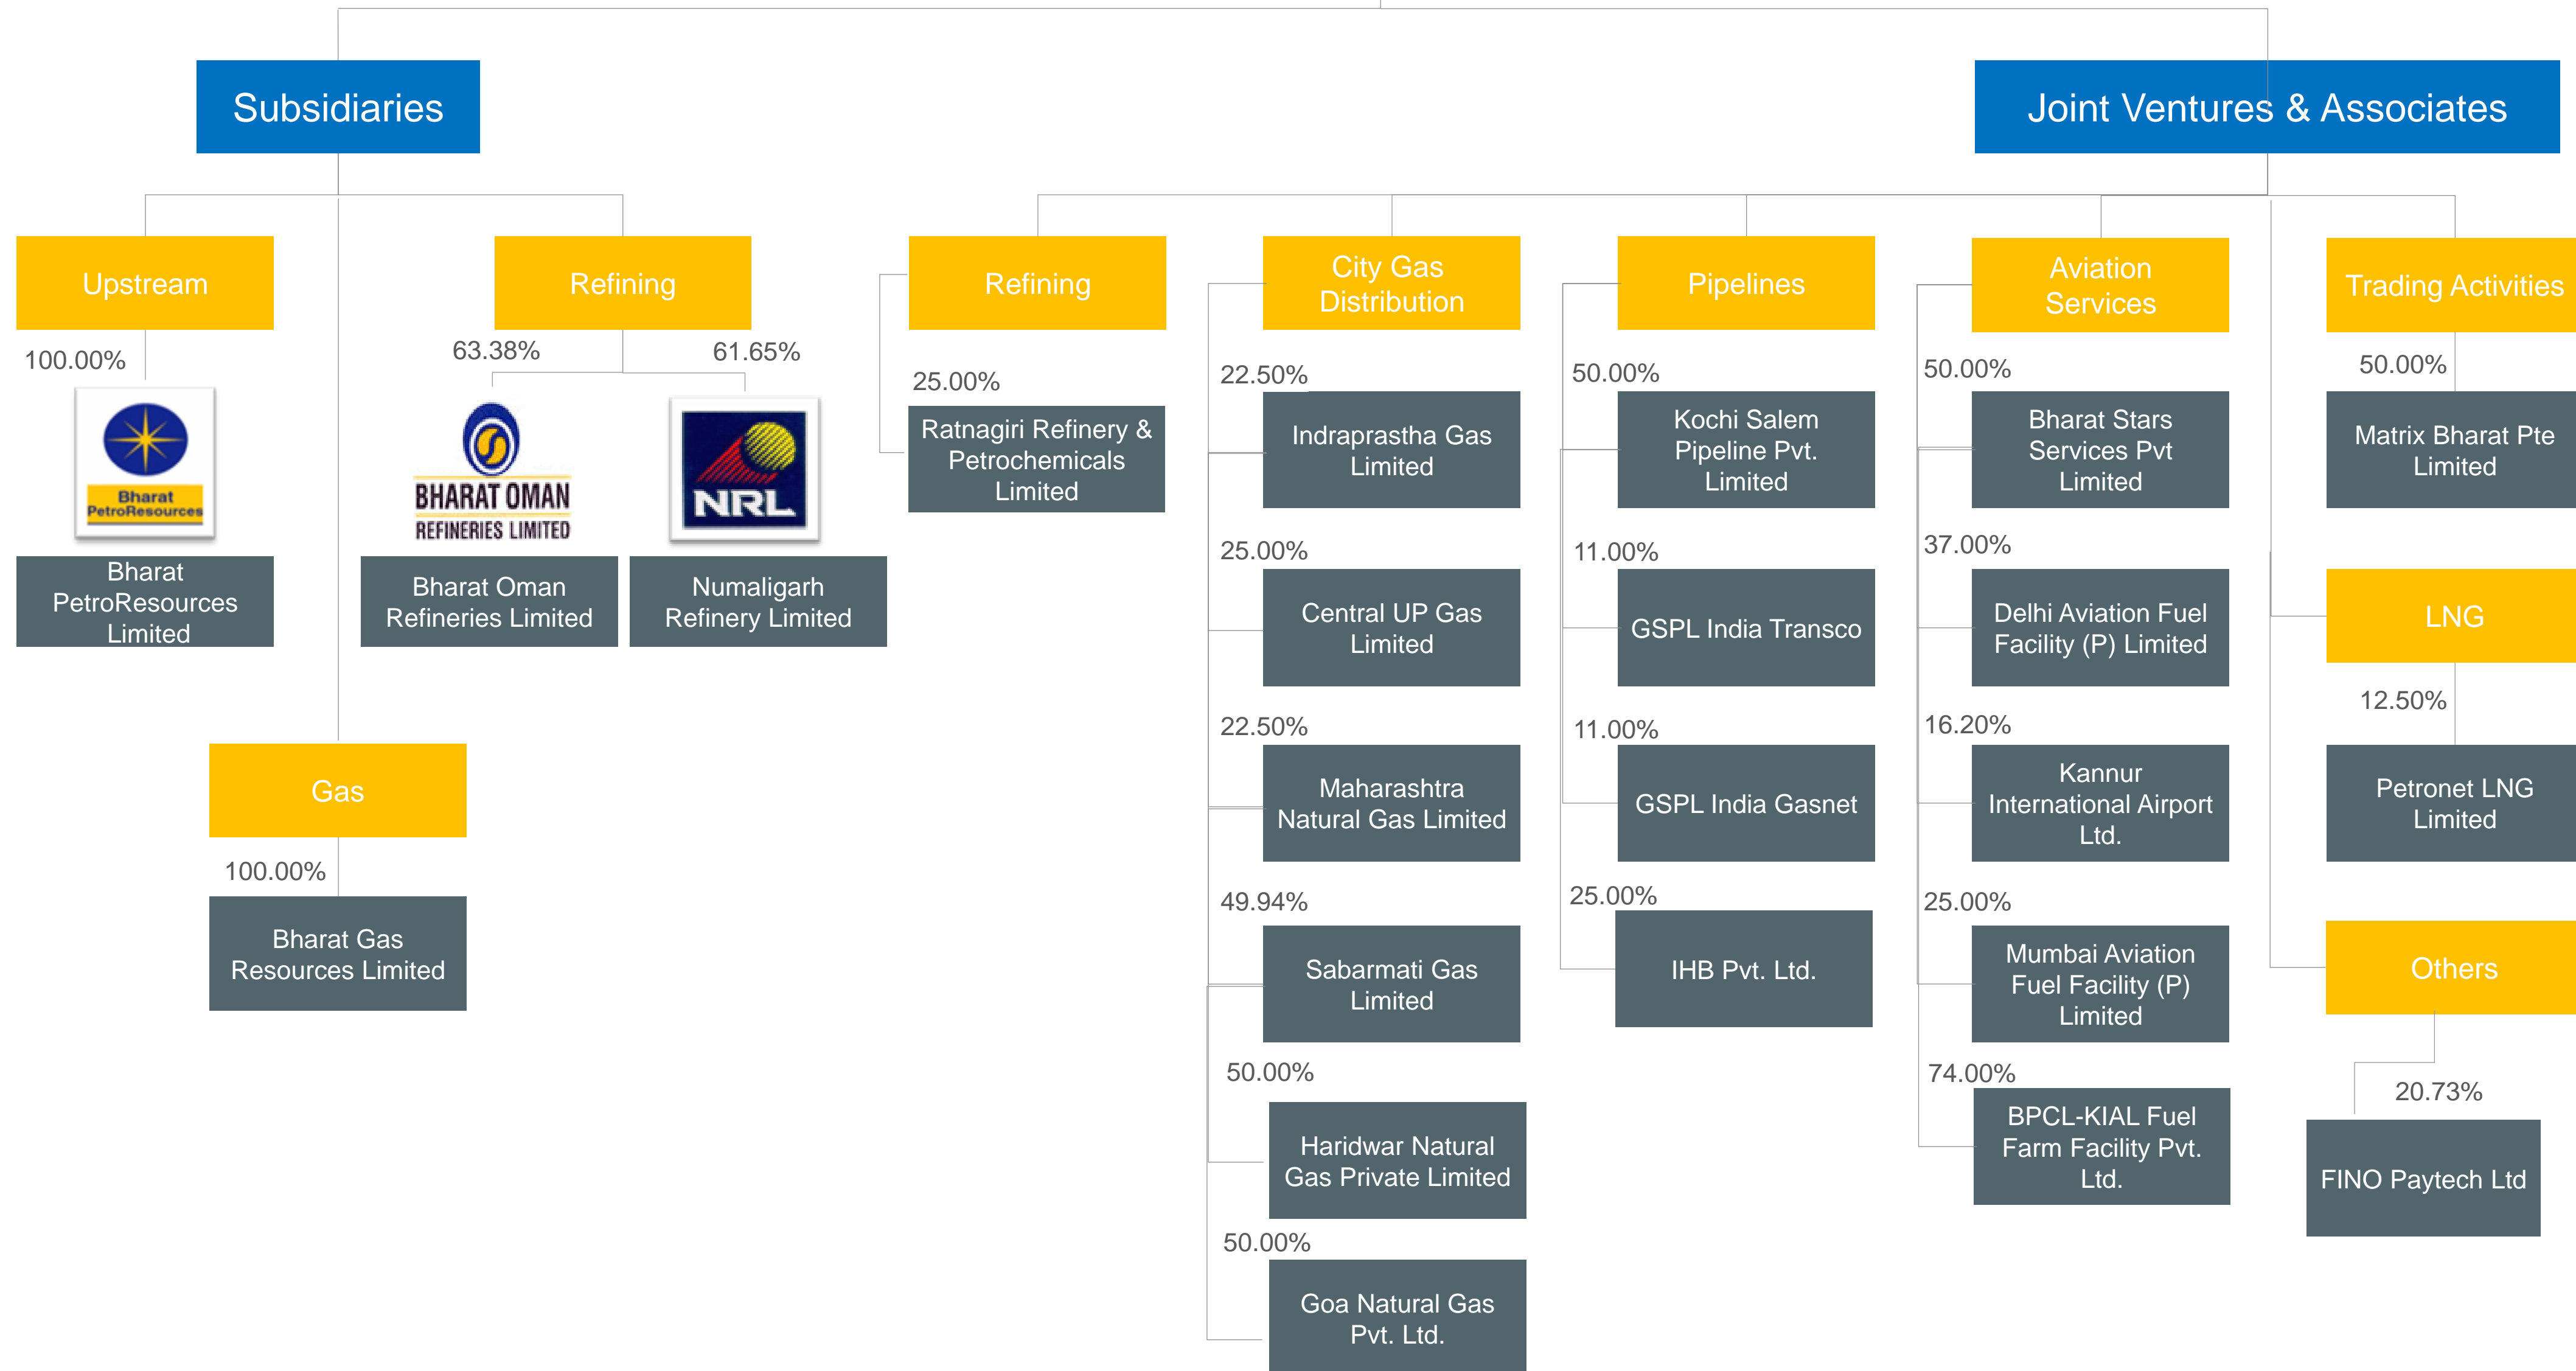 Subsidiaries
Joint Ventures & Associates
Upstream
100.00%
Bharat
PetroResources
Bharat
PetroResources
Limited
Refining
63.38%
61.65%
BHARAT OMAN
REFINERIES LIMITED
NRL
Bharat Oman
Refineries Limited
Numaligarh
Refinery Limited
Gas
100.00%
Bharat Gas
Resources Limited
Refining
25.00%
Ratnagiri Refinery &
Petrochemicals
Limited
City Gas
Distribution
22.50%
Indraprastha Gas
Limited
25.00%
Central UP Gas
Limited
22.50%
Maharashtra
Natural Gas Limited
49.94%
Sabarmati Gas
Limited
50.00%
Haridwar Natural
Gas Private Limited
50.00%
Goa Natural Gas
Pvt. Ltd.
Pipelines
50.00%
Kochi Salem
Pipeline Pvt.
Limited
11.00%
GSPL India Transco
11.00%
GSPL India Gasnet
25.00%
IHB Pvt. Ltd.
Aviation
Services
50.00%
Bharat Stars
Services Pvt
Limited
37.00%
Delhi Aviation Fuel
Facility (P) Limited
16.20%
Kannur
International Airport
Ltd.
25.00%
Mumbai Aviation
Fuel Facility (P)
Limited
74.00%
BPCL-KIAL Fuel
Farm Facility Pvt.
Ltd.
Trading Activities
50.00%
Matrix Bharat Pte
Limited
LNG
12.50%
Petronet LNG
Limited
Others
20.73%
FINO Paytech Ltd